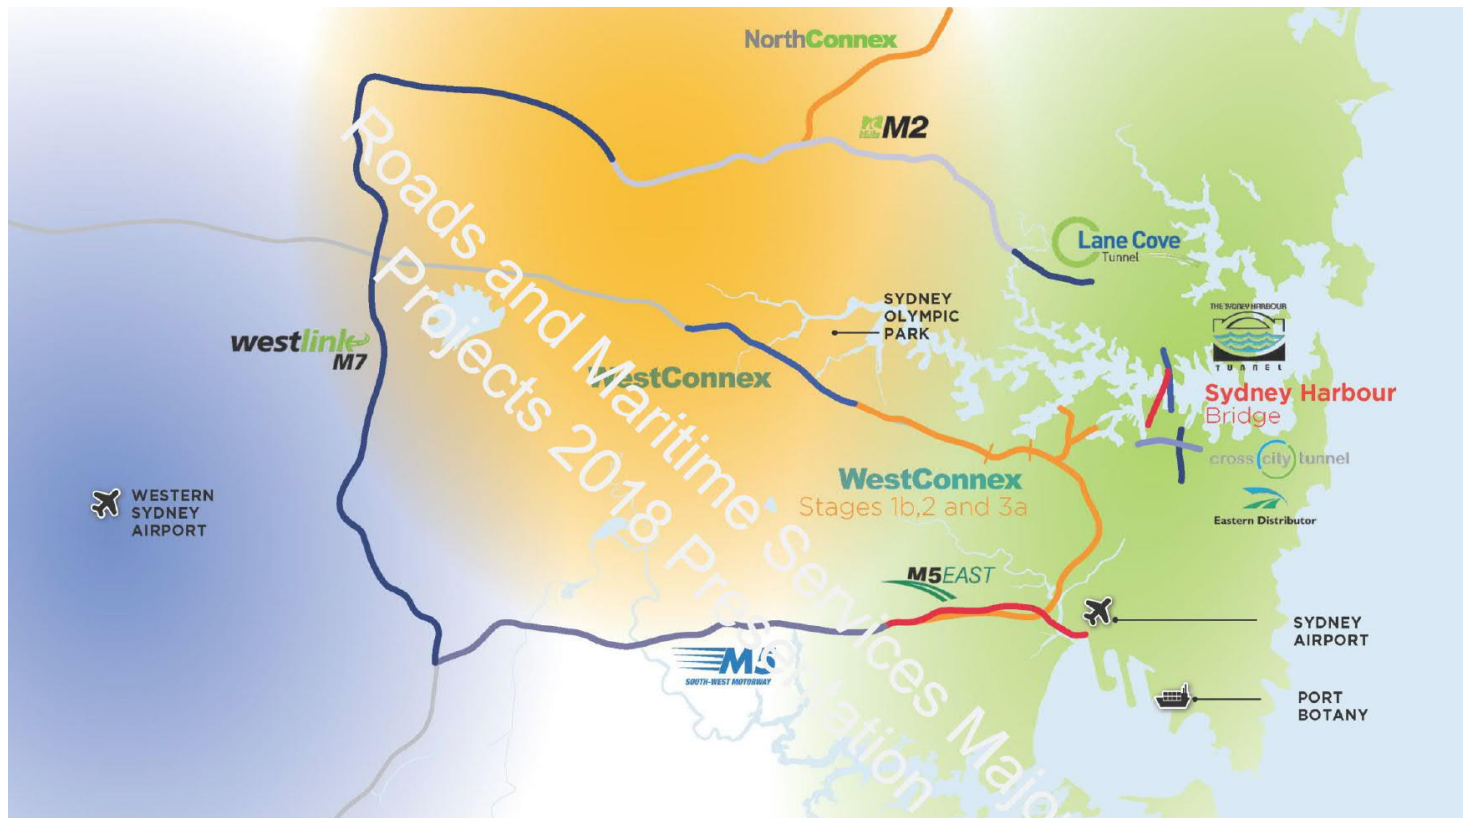 NorthConnex
Hills M2
Lane Cove
Tunnel
SYDNEY
OLYMPIC
PARK
THE SYDNEY HARBOUR
TUNNEL
westlink
M7
WestConnex
Sydney Harbour
Bridge
cross city tunnel
WestConnex
Stages 1b,2 and 3a
WESTERN
SYDNEY
AIRPORT
Eastern Distributor
M5EAST
SYDNEY
AIRPORT
M5
SOUTH-WEST MOTORWAY
PORT
BOTANY
Roads and Maritime Services Major
Projects 2018 Presentation